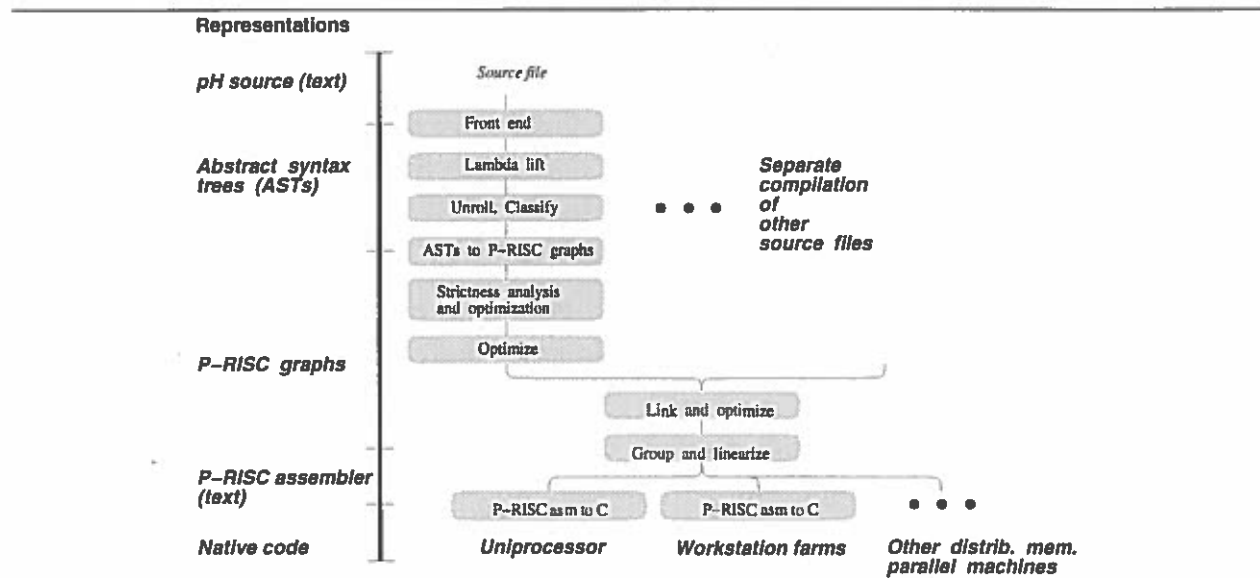 Representations
pH source (text)
Source file
Front end
Abstract syntax
trees (ASTs)
Lambda lift
Separate
compilation
of
other
source files
Unroll, Classify
ASTs to P-RISC graphs
Strictness analysis
and optimization
Optimize
P-RISC graphs
Link and optimize
Group and linearize
P-RISC assembler
(text)
P-RISC asm to C
P-RISC asm to C
Native code
Uniprocessor
Workstation farms
Other distrib. mem.
parallel machines